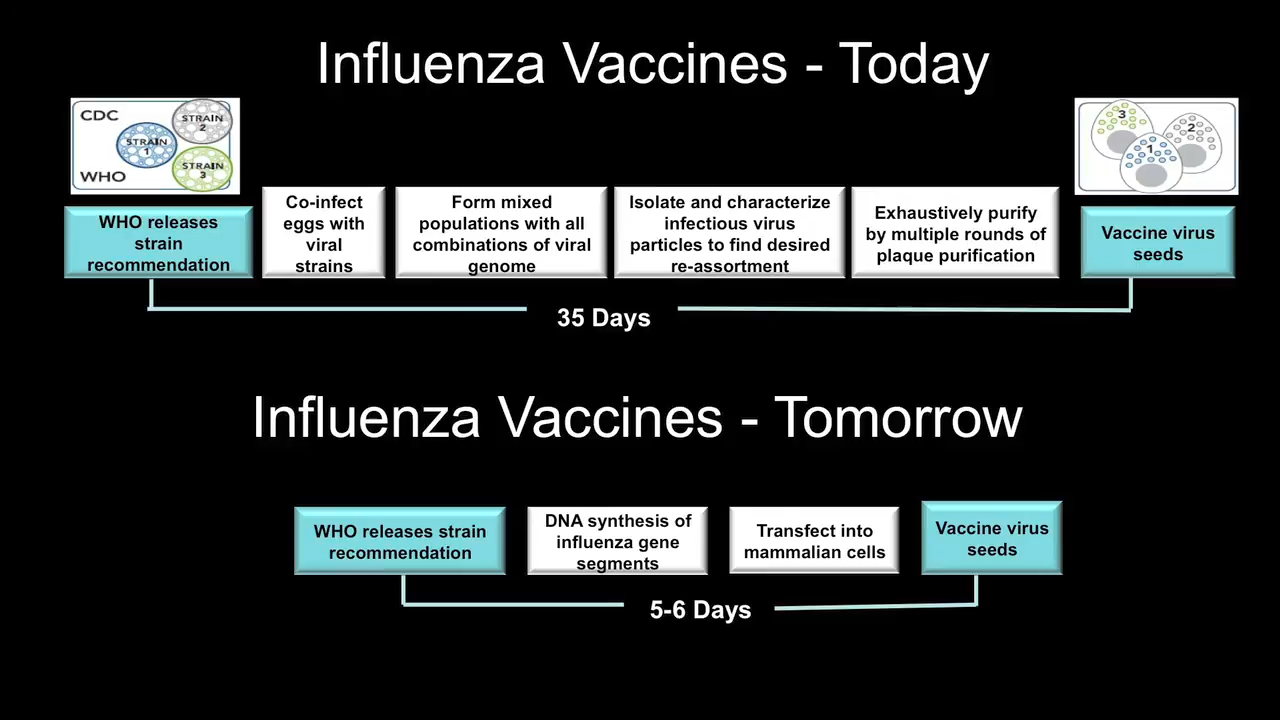 Influenza Vaccines - Today
CDC
WHO
STRAIN
1
STRAIN
2
STRAIN
3
3
2
1
WHO releases
strain
recommendation
Co-infect
eggs with
viral
strains
Form mixed
populations with all
combinations of viral
genome
Isolate and characterize
infectious virus
particles to find desired
re-assortment
Exhaustively purify
by multiple rounds of
plaque purification
Vaccine virus
seeds
35 Days
Influenza Vaccines - Tomorrow
WHO releases strain
recommendation
DNA synthesis of
influenza gene
segments
Transfect into
mammalian cells
Vaccine virus
seeds
5-6 Days